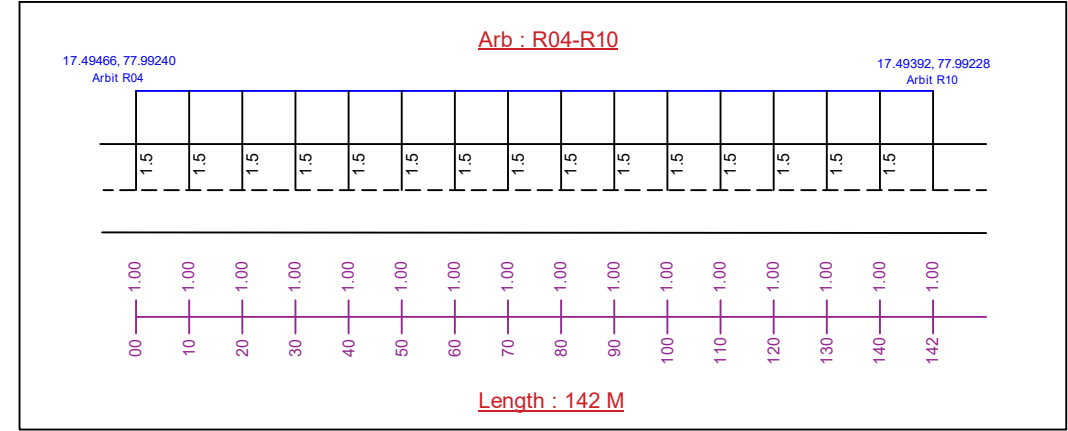 Arb : R04-R10
17.49466, 77.99240
Arbit R04
17.49392, 77.99228
Arbit R10
1.5 1.5 1.5 1.5 1.5 1.5 1.5 1.5 1.5 1.5 1.5 1.5 1.5 1.5 1.5
1.00 1.00 1.00 1.00 1.00 1.00 1.00 1.00 1.00 1.00 1.00 1.00 1.00 1.00 1.00 1.00
00 10 20 30 40 50 60 70 80 90 100 110 120 130 140 142
Length : 142 M